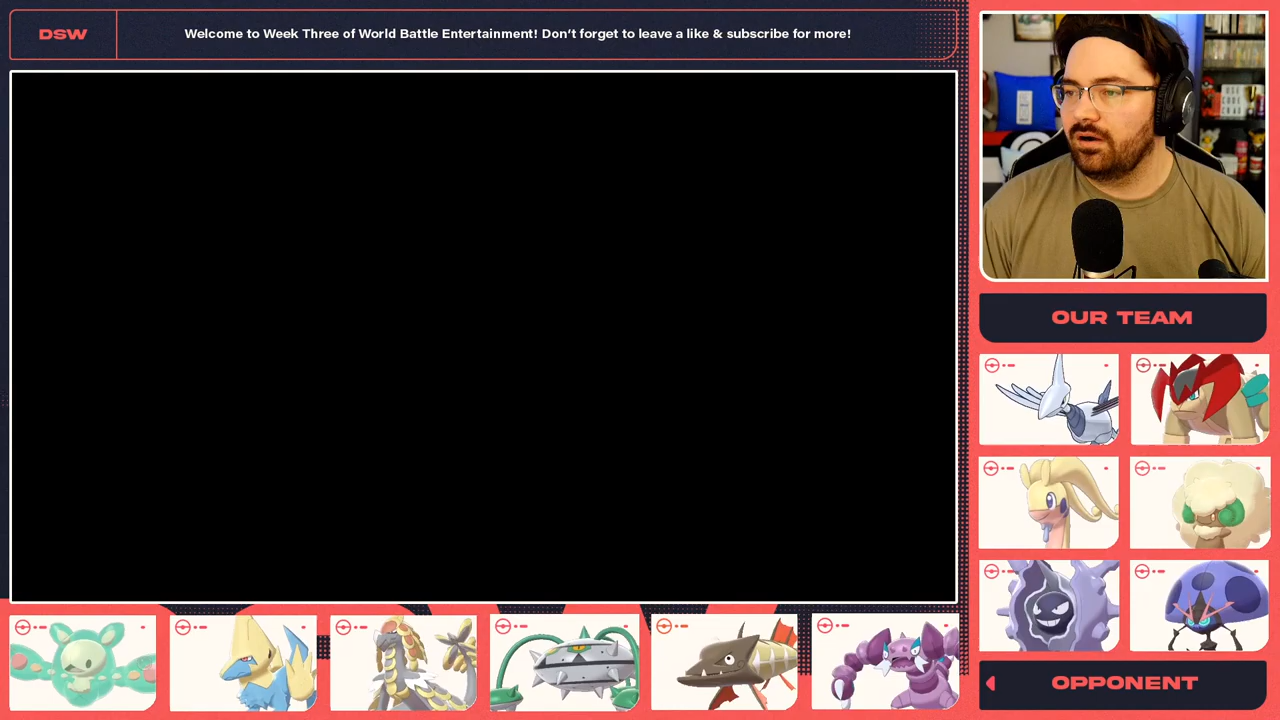 DSW
Welcome to Week Three of World Battle Entertainment! Don't forget to leave a like & subscribe for more!
OUR TEAM
OPPONENT